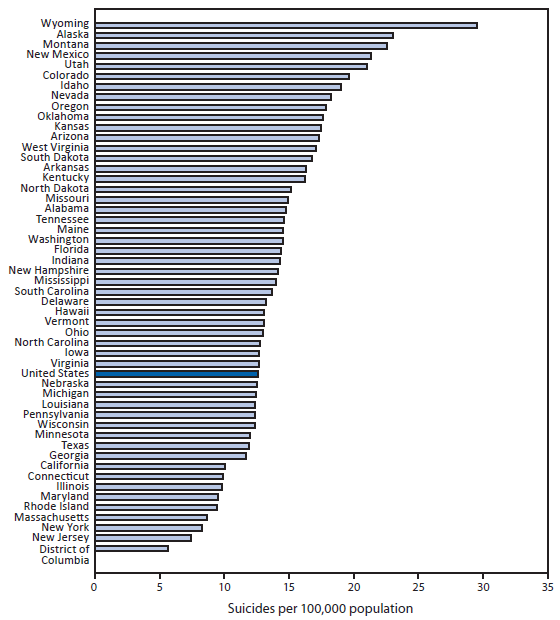 Wyoming
Alaska
Montana
New Mexico
Utah
Colorado
Idaho
Nevada
Oregon
Oklahoma
Kansas
Arizona
West Virginia
South Dakota
Arkansas
Kentucky
North Dakota
Missouri
Alabama
Tennessee
Maine
Washington
Florida
Indiana
New Hampshire
Mississippi
South Carolina
Delaware
Hawaii
Vermont
Ohio
North Carolina
Iowa
Virginia
United States
Nebraska
Michigan
Louisiana
Pennsylvania
Wisconsin
Minnesota
Texas
Georgia
California
Connecticut
Illinois
Maryland
Rhode Island
Massachusetts
New York
New Jersey
District of
Columbia
0 5 10 15 20 25 30 35
Suicides per 100,000 population